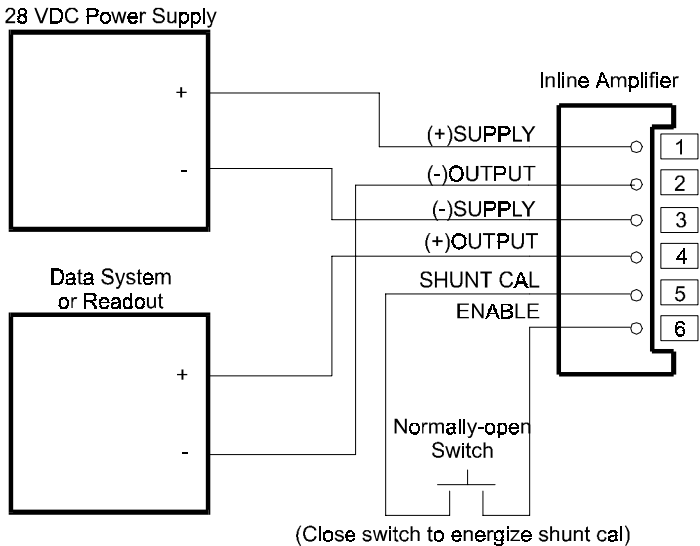 28 VDC Power Supply
+
-
Inline Amplifier
(+)SUPPLY
1
(-)OUTPUT
2
(-)SUPPLY
3
(+)OUTPUT
4
SHUNT CAL
5
ENABLE
6
Data System
or Readout
+
-
Normally-open
Switch
(Close switch to energize shunt cal)